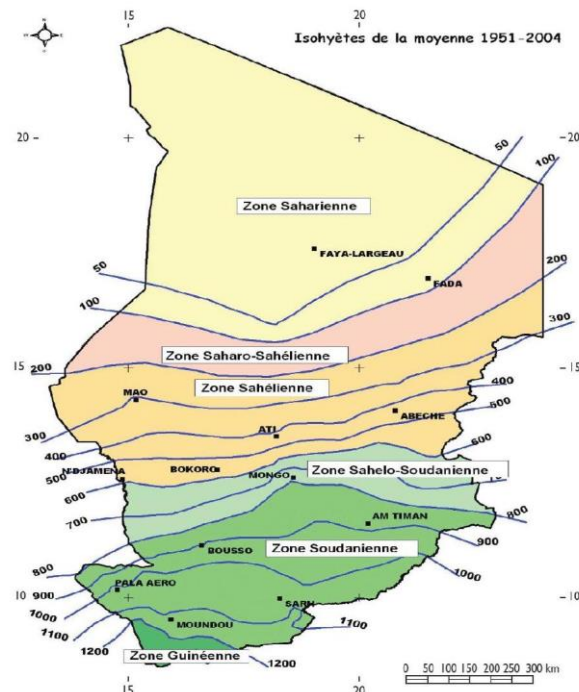 15
20
Isohyètes de la moyenne 1951-2004
20
20
50
100
Zone Saharienne
FAYA-LARGEAU
FADA
50
200
100
300
Zone Saharo-Sahélienne
15
15
200
Zone Sahélienne
400
MAO
500
ABECHE
300
ATI
400
600
N'DJAMENA
BOKORO
Zone Sahelo-Soudanienne
500
MONGO
600
AM TIMAN
800
700
BOUSSO
Zone Soudanienne
900
800
1000
900
PALA AERO
10
10
1000
SARH
1100
MOUNDOU
1100
1200
Zone Guinéenne
1200
0 50 100 150 200 250 300 km
15
20